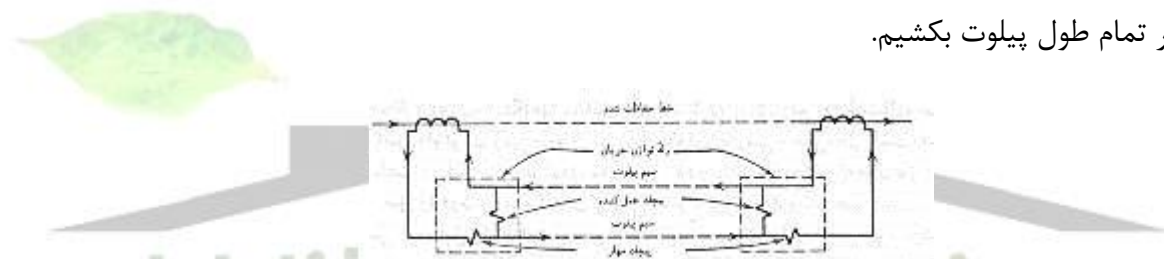 ر تمام طول پیلوت بکشیم.
خط حفاظت شده
رله توازن جریان
سیم پیلوت
پیچک عمل کننده
سیم پیلوت
پیچک مهار